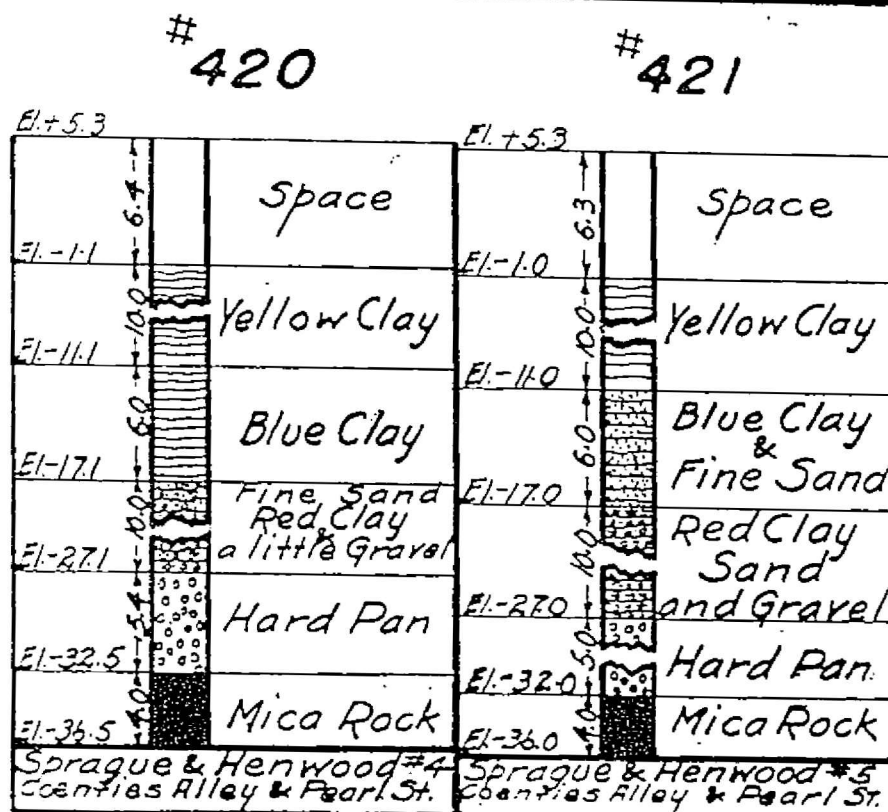 # 420
El.+5.3
6.4
Space
El.-1.1
10.0
Yellow Clay
El.-11.1
6.0
Blue Clay
El.-17.1
10.0
Fine Sand
Red Clay
&
a little Gravel
El.-27.1
5.4
Hard Pan
El.-32.5
4.0
Mica Rock
El.-36.5
Sprague & Henwood #4
Coenties Alley & Pearl St.
# 421
El.+5.3
6.3
Space
El.-1.0
10.0
Yellow Clay
El.-11.0
6.0
Blue Clay
&
Fine Sand
El.-17.0
10.0
Red Clay
Sand
and Gravel
El.-27.0
5.0
Hard Pan
El.-32.0
4.0
Mica Rock
El.-36.0
Sprague & Henwood #5
Coenties Alley & Pearl St.